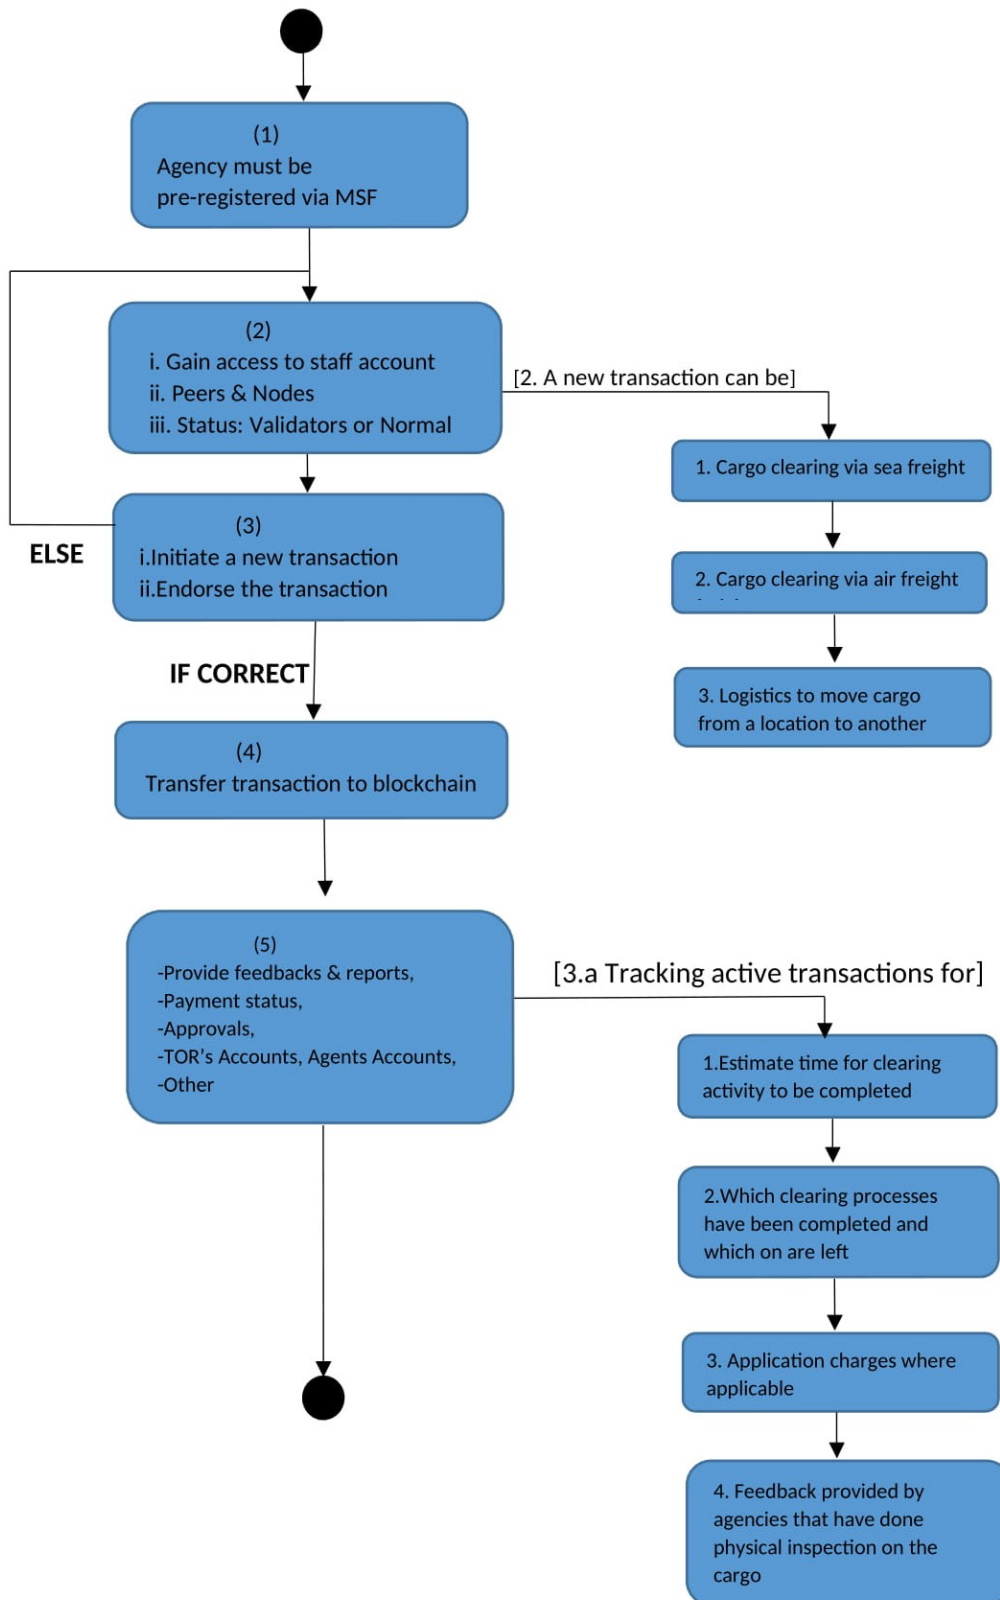 (1)
Agency must be
pre-registered via MSF
(2)
i. Gain access to staff account
ii. Peers & Nodes
iii. Status: Validators or Normal
[2. A new transaction can be]
1. Cargo clearing via sea freight
2. Cargo clearing via air freight
3. Logistics to move cargo
from a location to another
(3)
i.Initiate a new transaction
ii.Endorse the transaction
ELSE
IF CORRECT
(4)
Transfer transaction to blockchain
(5)
-Provide feedbacks & reports,
-Payment status,
-Approvals,
-TOR's Accounts, Agents Accounts,
-Other
[3.a Tracking active transactions for]
1.Estimate time for clearing
activity to be completed
2.Which clearing processes
have been completed and
which on are left
3. Application charges where
applicable
4. Feedback provided by
agencies that have done
physical inspection on the
cargo